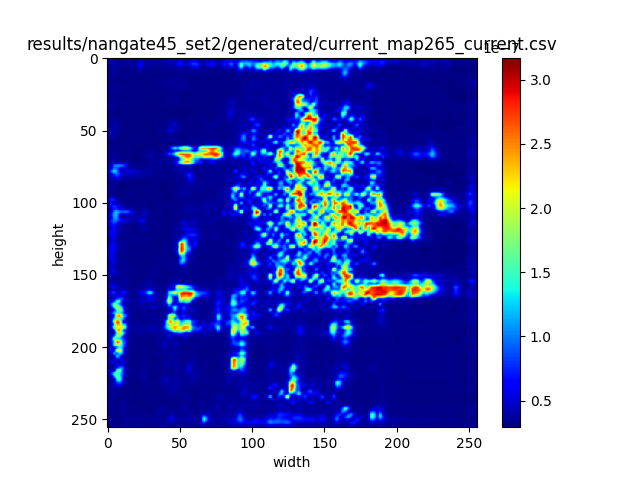 results/nangate45_set2/generated/current_map265_current.csv
1e−7
0
50
100
150
200
250
height
0 50 100 150 200 250
width
3.0
2.5
2.0
1.5
1.0
0.5